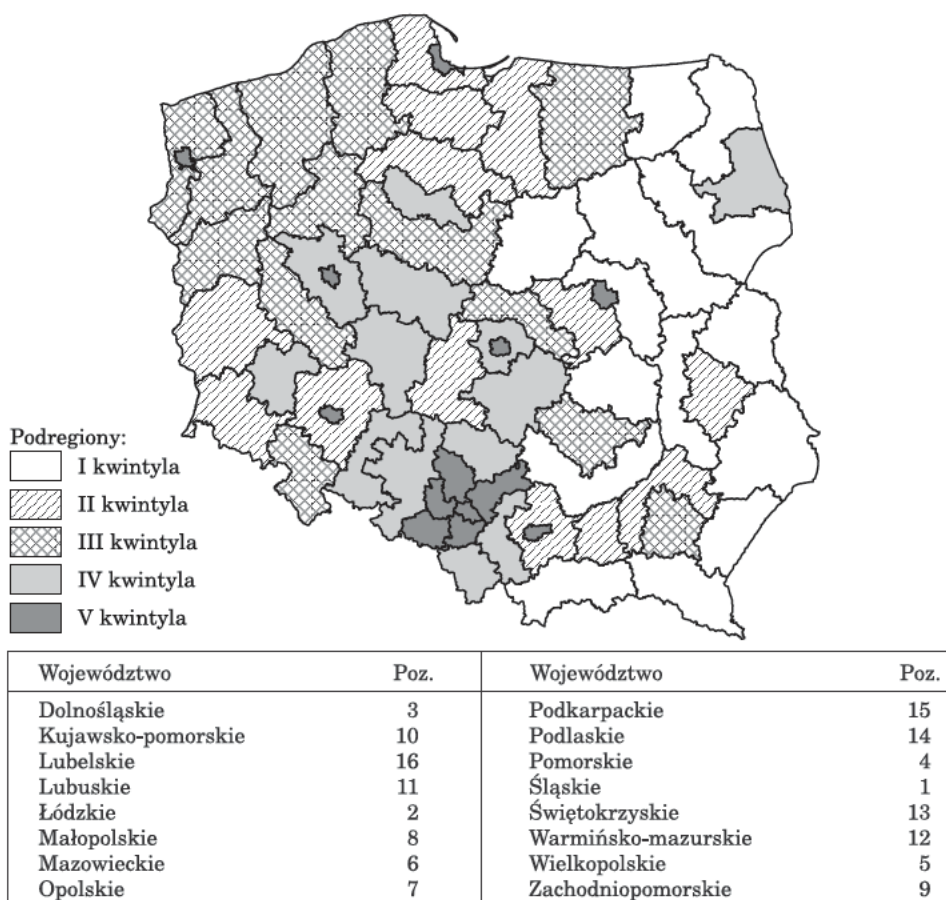 Podregiony:
I kwintyla
II kwintyla
III kwintyla
IV kwintyla
V kwintyla
Województwo Poz. Województwo Poz.
Dolnośląskie 3 Podkarpackie 15
Kujawsko-pomorskie 10 Podlaskie 14
Lubelskie 16 Pomorskie 4
Lubuskie 11 Śląskie 1
Łódzkie 2 Świętokrzyskie 13
Małopolskie 8 Warmińsko-mazurskie 12
Mazowieckie 6 Wielkopolskie 5
Opolskie 7 Zachodniopomorskie 9